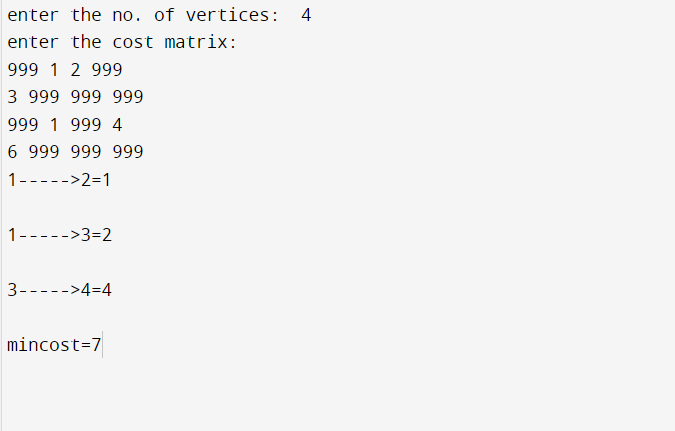 enter the no. of vertices:  4
enter the cost matrix:
999 1 2 999
3 999 999 999
999 1 999 4
6 999 999 999
1----->2=1
1----->3=2
3----->4=4
mincost=7